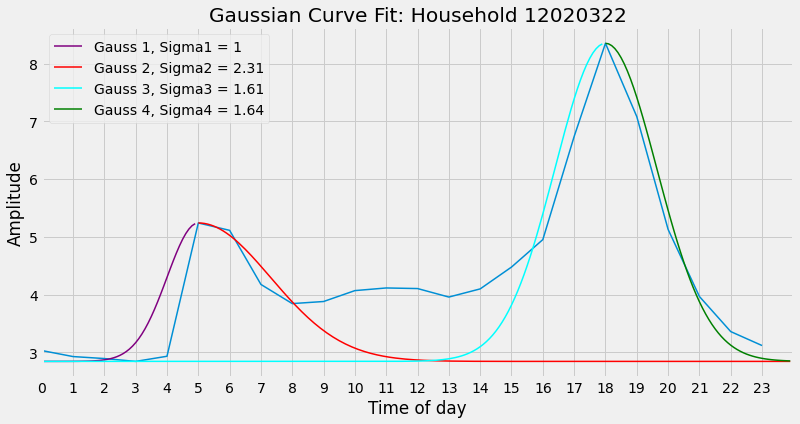 Gaussian Curve Fit: Household 12020322
Gauss 1, Sigma1 = 1
Gauss 2, Sigma2 = 2.31
Gauss 3, Sigma3 = 1.61
Gauss 4, Sigma4 = 1.64
Amplitude
8
7
6
5
4
3
0 1 2 3 4 5 6 7 8 9 10 11 12 13 14 15 16 17 18 19 20 21 22 23
Time of day